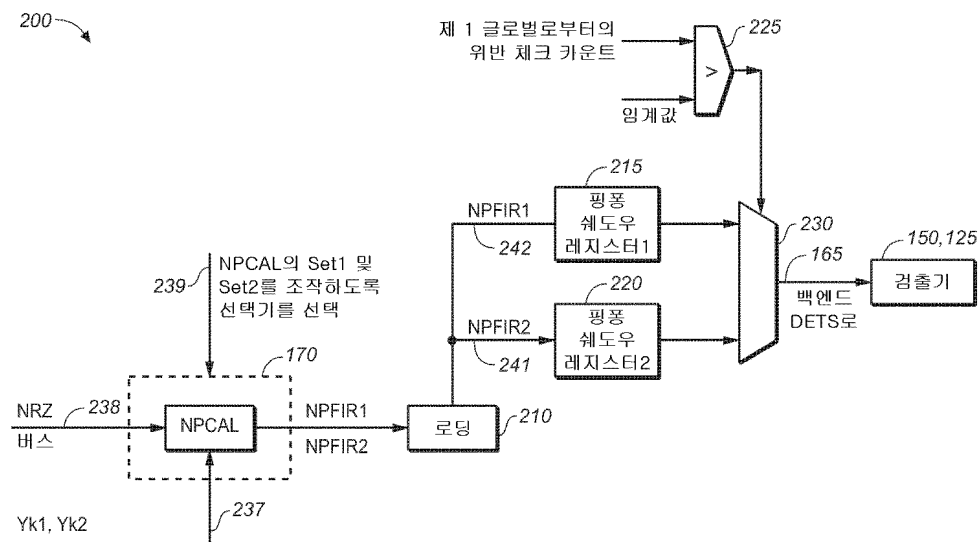 200
제 1 글로벌로부터의
위반 체크 카운트
225
>
임계값
215
NPFIR1
핑퐁
쉐도우
레지스터1
242
230
150,125
165
검출기
239
NPCAL의 Set1 및
Set2를 조작하도록
선택기를 선택
220
NPFIR2
핑퐁
쉐도우
레지스터2
241
백엔드
DETS로
170
NRZ
238
버스
NPCAL
NPFIR1
NPFIR2
로딩
210
237
Yk1, Yk2